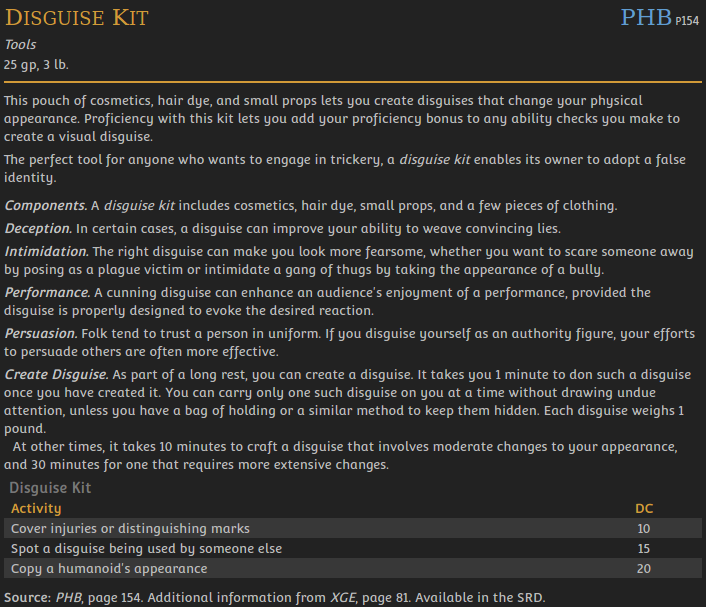 Disguise Kit PHB P154
Tools
25 gp, 3 lb.
This pouch of cosmetics, hair dye, and small props lets you create disguises that change your physical
appearance. Proficiency with this kit lets you add your proficiency bonus to any ability checks you make to
create a visual disguise.
The perfect tool for anyone who wants to engage in trickery, a disguise kit enables its owner to adopt a false
identity.
Components. A disguise kit includes cosmetics, hair dye, small props, and a few pieces of clothing.
Deception. In certain cases, a disguise can improve your ability to weave convincing lies.
Intimidation. The right disguise can make you look more fearsome, whether you want to scare someone away
by posing as a plague victim or intimidate a gang of thugs by taking the appearance of a bully.
Performance. A cunning disguise can enhance an audience's enjoyment of a performance, provided the
disguise is properly designed to evoke the desired reaction.
Persuasion. Folk tend to trust a person in uniform. If you disguise yourself as an authority figure, your efforts
to persuade others are often more effective.
Create Disguise. As part of a long rest, you can create a disguise. It takes you 1 minute to don such a disguise
once you have created it. You can carry only one such disguise on you at a time without drawing undue
attention, unless you have a bag of holding or a similar method to keep them hidden. Each disguise weighs 1
pound.
At other times, it takes 10 minutes to craft a disguise that involves moderate changes to your appearance,
and 30 minutes for one that requires more extensive changes.
Disguise Kit
Activity DC
Cover injuries or distinguishing marks 10
Spot a disguise being used by someone else 15
Copy a humanoid's appearance 20
Source: PHB, page 154. Additional information from XGE, page 81. Available in the SRD.